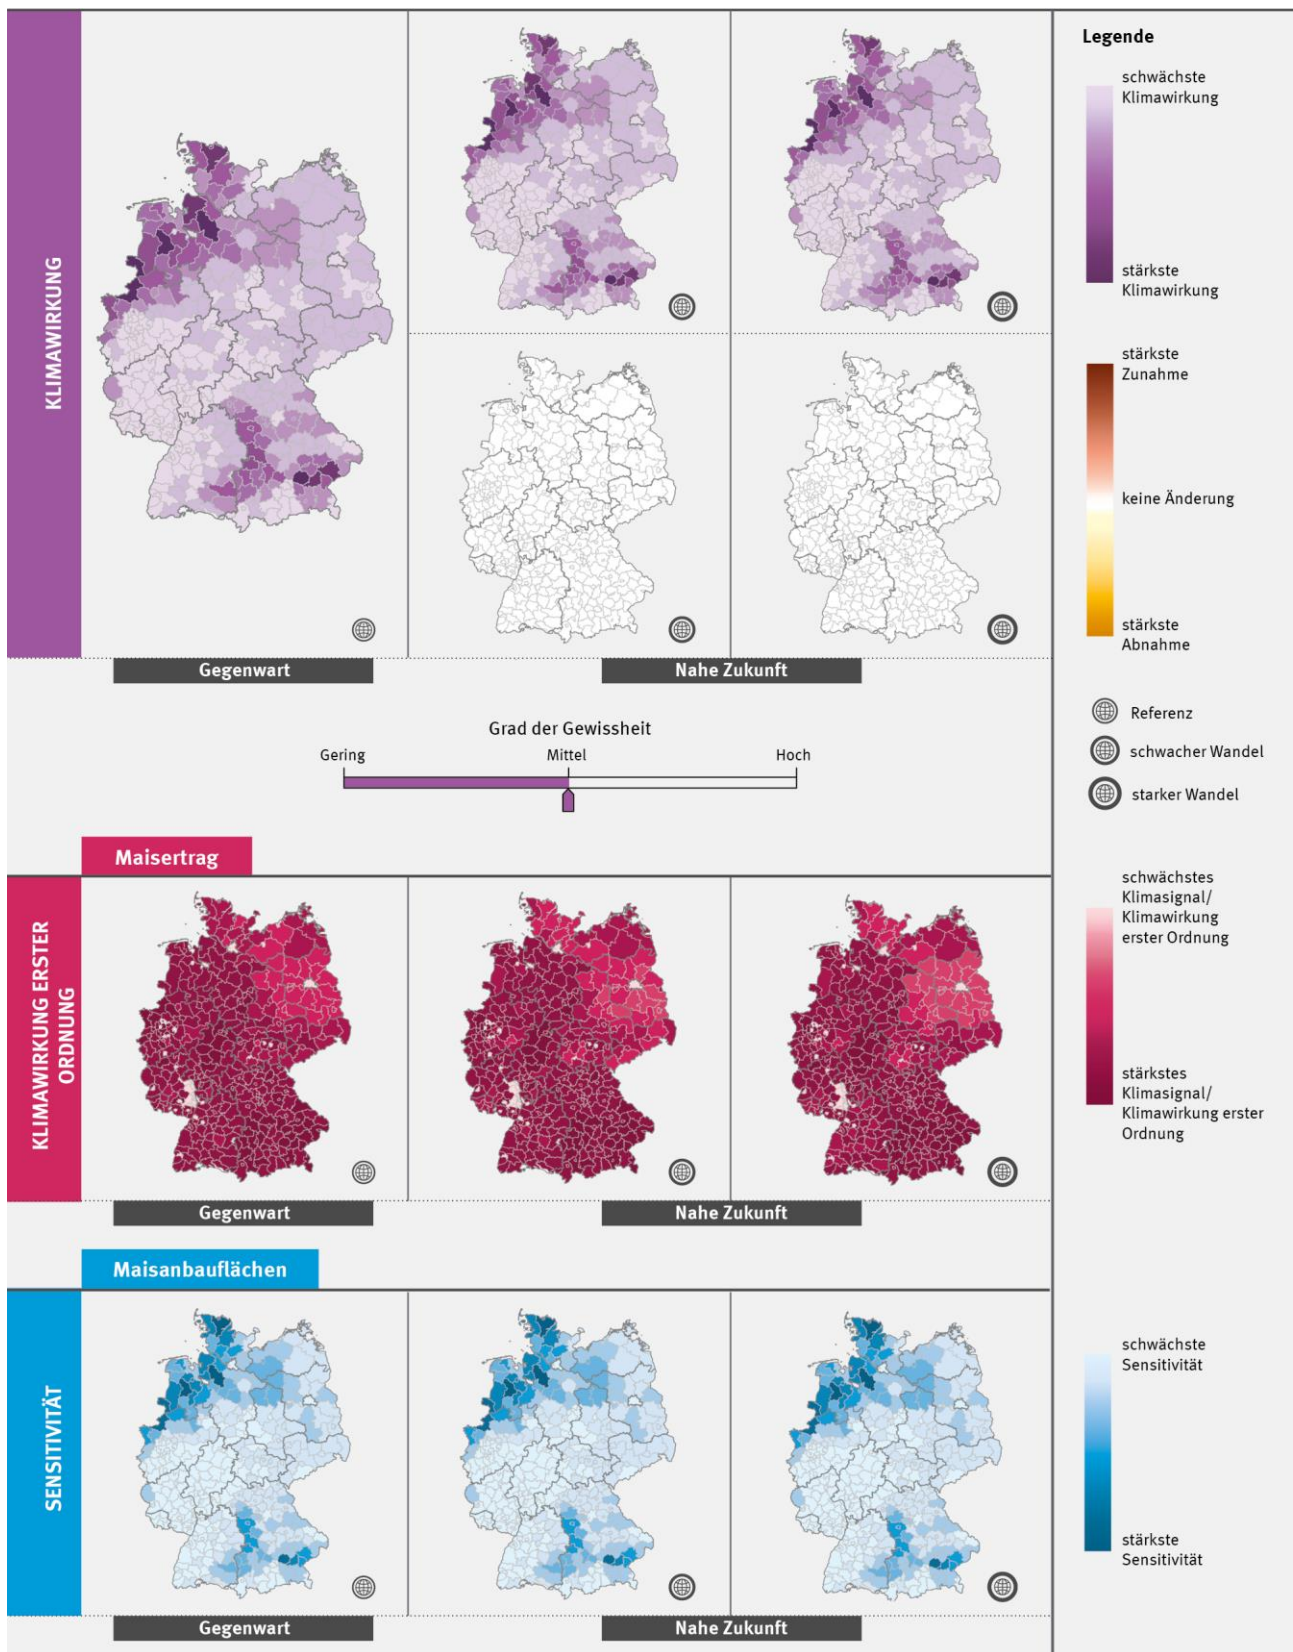 KLIMAWIRKUNG
Gegenwart
Nahe Zukunft
Grad der Gewissheit
Gering
Mittel
Hoch
Maisertrag
KLIMAWIRKUNG ERSTER
ORDNUNG
Gegenwart
Nahe Zukunft
Maisanbauflächen
SENSITIVITÄT
Gegenwart
Nahe Zukunft
Legende
schwächste
Klimawirkung
stärkste
Klimawirkung
stärkste
Zunahme
keine Änderung
stärkste
Abnahme
Referenz
schwacher Wandel
starker Wandel
schwächstes
Klimasignal/
Klimawirkung
erster Ordnung
stärkstes
Klimasignal/
Klimawirkung erster
Ordnung
schwächste
Sensitivität
stärkste
Sensitivität